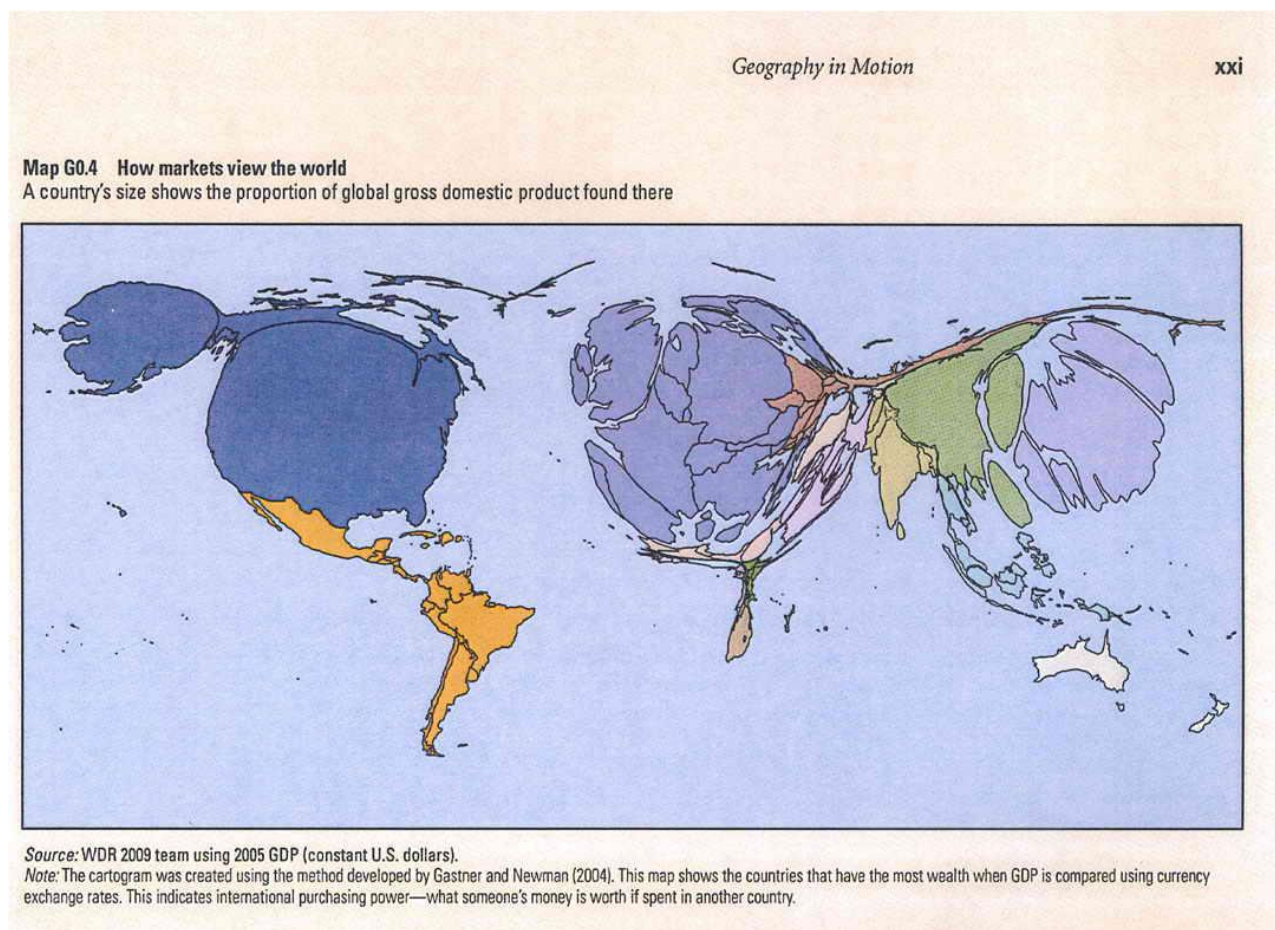 Geography in Motion xxi
Map G0.4 How markets view the world
A country's size shows the proportion of global gross domestic product found there
Source: WDR 2009 team using 2005 GDP (constant U.S. dollars).
Note: The cartogram was created using the method developed by Gastner and Newman (2004). This map shows the countries that have the most wealth when GDP is compared using currency
exchange rates. This indicates international purchasing power—what someone's money is worth if spent in another country.